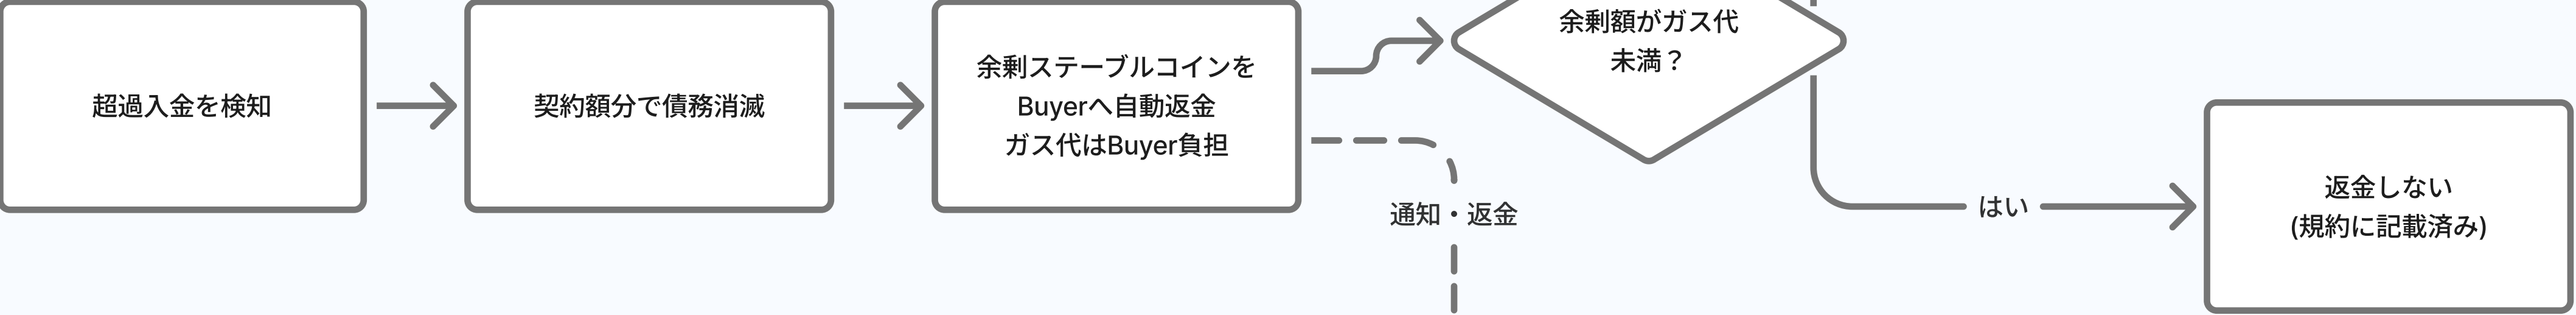 超過入金を検知
契約額分で債務消滅
余剰ステーブルコインを
Buyerへ自動返金
ガス代はBuyer負担
余剰額がガス代
未満？
通知・返金
はい
返金しない
(規約に記載済み)